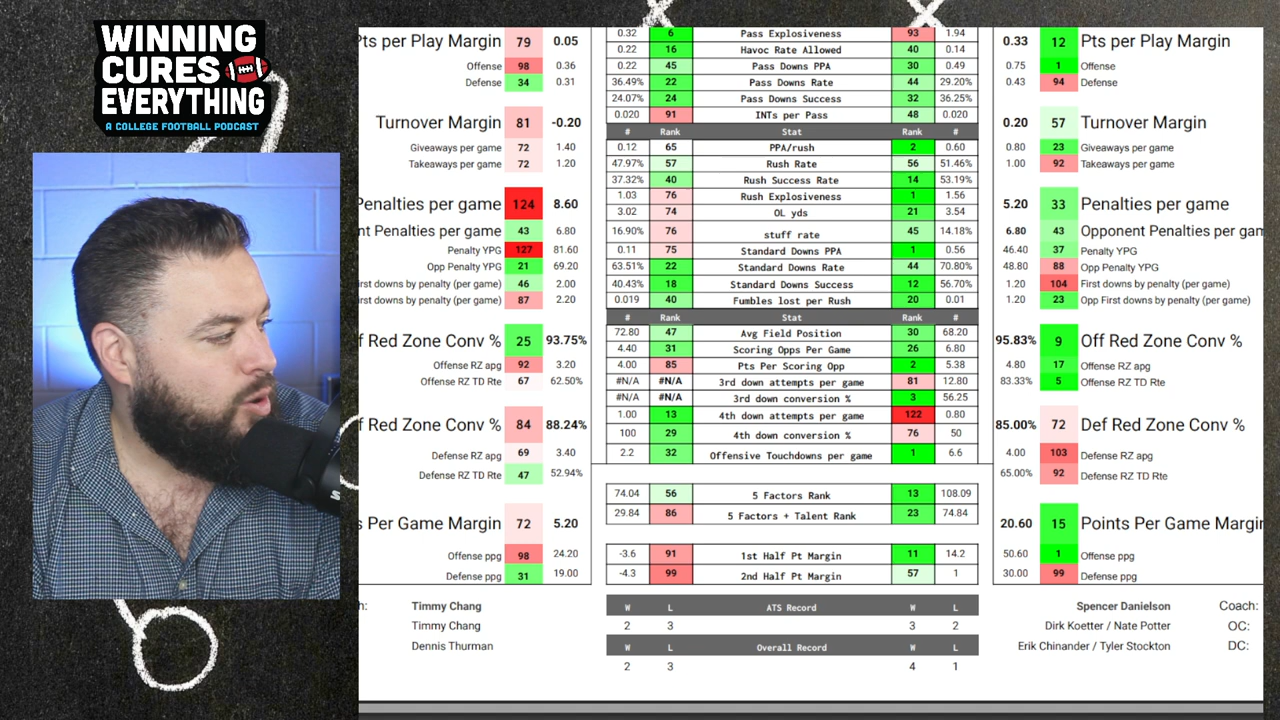 WINNING
CURES
EVERYTHING
A COLLEGE FOOTBALL PODCAST
Pts per Play Margin 79 0.05
Offense 98 0.36
Defense 34 0.31
Turnover Margin 81 -0.20
Giveaways per game 72 1.40
Takeaways per game 72 1.20
Penalties per game 124 8.60
nt Penalties per game 43 6.80
Penalty YPG 127 81.60
Opp Penalty YPG 21 69.20
irst downs by penalty (per game) 46 2.00
irst downs by penalty (per game) 87 2.20
f Red Zone Conv % 25 93.75%
Offense RZ apg 92 3.20
Offense RZ TD Rte 67 62.50%
f Red Zone Conv % 84 88.24%
Defense RZ apg 69 3.40
Defense RZ TD Rte 47 52.94%
s Per Game Margin 72 5.20
Offense ppg 98 24.20
Defense ppg 31 19.00
0.32 6 Pass Explosiveness 93 1.94
0.22 16 Havoc Rate Allowed 40 0.14
0.22 45 Pass Downs PPA 30 0.49
36.49% 22 Pass Downs Rate 44 29.20%
24.07% 24 Pass Downs Success 32 36.25%
0.020 91 INTs per Pass 48 0.020
# Rank Stat Rank #
0.12 65 PPA/rush 2 0.60
47.97% 57 Rush Rate 56 51.46%
37.32% 40 Rush Success Rate 14 53.19%
1.03 76 Rush Explosiveness 1 1.56
3.02 74 OL yds 21 3.54
16.90% 76 stuff rate 45 14.18%
0.11 75 Standard Downs PPA 1 0.56
63.51% 22 Standard Downs Rate 44 70.80%
40.43% 18 Standard Downs Success 12 56.70%
0.019 40 Fumbles lost per Rush 20 0.01
# Rank Stat Rank #
72.80 47 Avg Field Position 30 68.20
4.40 31 Scoring Opps Per Game 26 6.80
4.00 85 Pts Per Scoring Opp 2 5.38
#N/A #N/A 3rd down attempts per game 81 12.80
#N/A #N/A 3rd down conversion % 3 56.25
1.00 13 4th down attempts per game 122 0.80
100 29 4th down conversion % 76 50
2.2 32 Offensive Touchdowns per game 1 6.6
74.04 56 5 Factors Rank 13 108.09
29.84 86 5 Factors + Talent Rank 23 74.84
-3.6 91 1st Half Pt Margin 11 14.2
-4.3 99 2nd Half Pt Margin 57 1
0.33 12 Pts per Play Margin
0.75 1 Offense
0.43 94 Defense
0.20 57 Turnover Margin
0.80 23 Giveaways per game
1.00 92 Takeaways per game
5.20 33 Penalties per game
6.80 43 Opponent Penalties per gam
46.40 37 Penalty YPG
48.80 88 Opp Penalty YPG
1.20 104 First downs by penalty (per game)
1.20 23 Opp First downs by penalty (per game)
95.83% 9 Off Red Zone Conv %
4.80 17 Offense RZ apg
83.33% 5 Offense RZ TD Rte
85.00% 72 Def Red Zone Conv %
4.00 103 Defense RZ apg
65.00% 92 Defense RZ TD Rte
20.60 15 Points Per Game Margin
50.60 1 Offense ppg
30.00 99 Defense ppg
h: Timmy Chang
Timmy Chang
Dennis Thurman
W L ATS Record W L
2 3 3 2
W L Overall Record W L
2 3 4 1
Spencer Danielson Coach:
Dirk Koetter / Nate Potter OC:
Erik Chinander / Tyler Stockton DC: